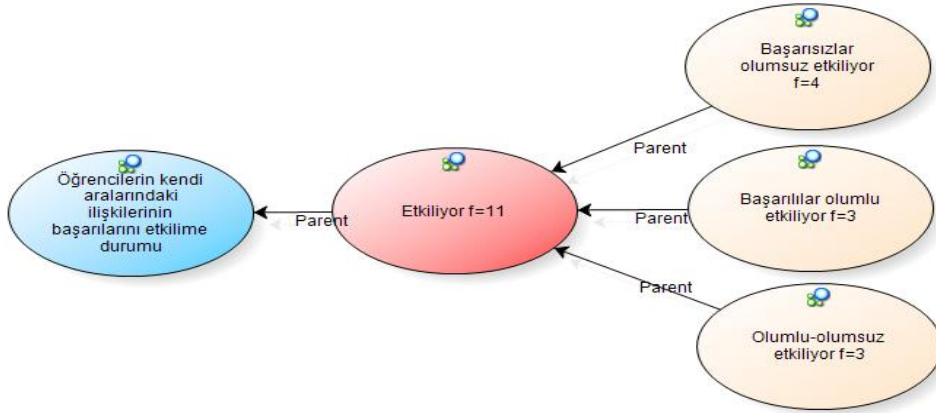 Başarısızlar
olumsuz etkiliyor
f=4
Parent
Öğrencilerin kendi
aralarındaki
ilişkilerinin
başarılarını etkilime
durumu
Parent
Etkiliyor f=11
Parent
Başarılılar olumlu
etkiliyor f=3
Parent
Olumlu-olumsuz
etkiliyor f=3